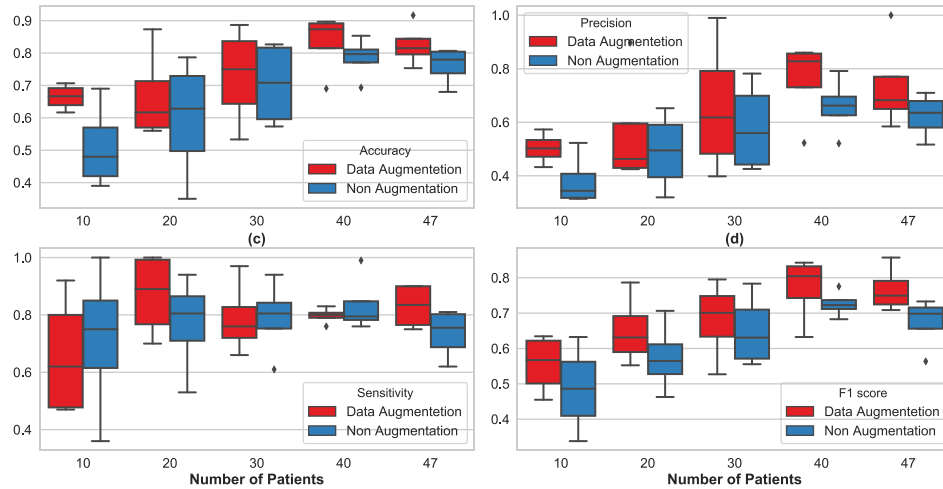 0.9
0.8
0.7
0.6
0.5
0.4
Accuracy
Data Augmentetion
Non Augmentation
10 20 30 40 47
(c)
1.0
0.8
0.6
0.4
Precision
Data Augmentetion
Non Augmentation
10 20 30 40 47
(d)
1.0
0.8
0.6
0.4
Sensitivity
Data Augmentetion
Non Augmentation
10 20 30 40 47
Number of Patients
0.8
0.7
0.6
0.5
0.4
F1 score
Data Augmentetion
Non Augmentation
10 20 30 40 47
Number of Patients